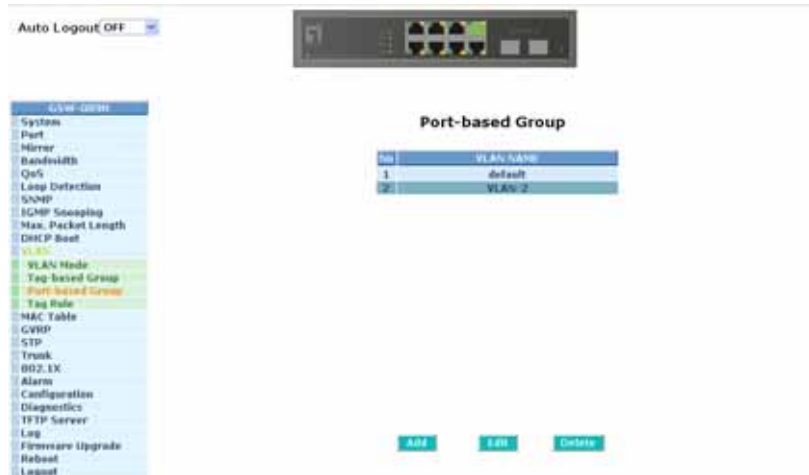 Auto Logout OFF
System
Port
Mirror
Bandwidth
QoS
Loop Detection
SNMP
IGMP Snooping
Max. Packet Length
DHCP Boot
VLAN
VLAN Mode
Tag-based Group
Port-based Group
Tag Rule
MAC Table
GVRP
STP
Trunk
802.1X
Alarm
Configuration
Diagnostics
TFTP Server
Log
Firmware Upgrade
Reboot
Logout
Port-based Group
No VLAN NAME
1 default
2 VLAN-2
Add Edit Delete